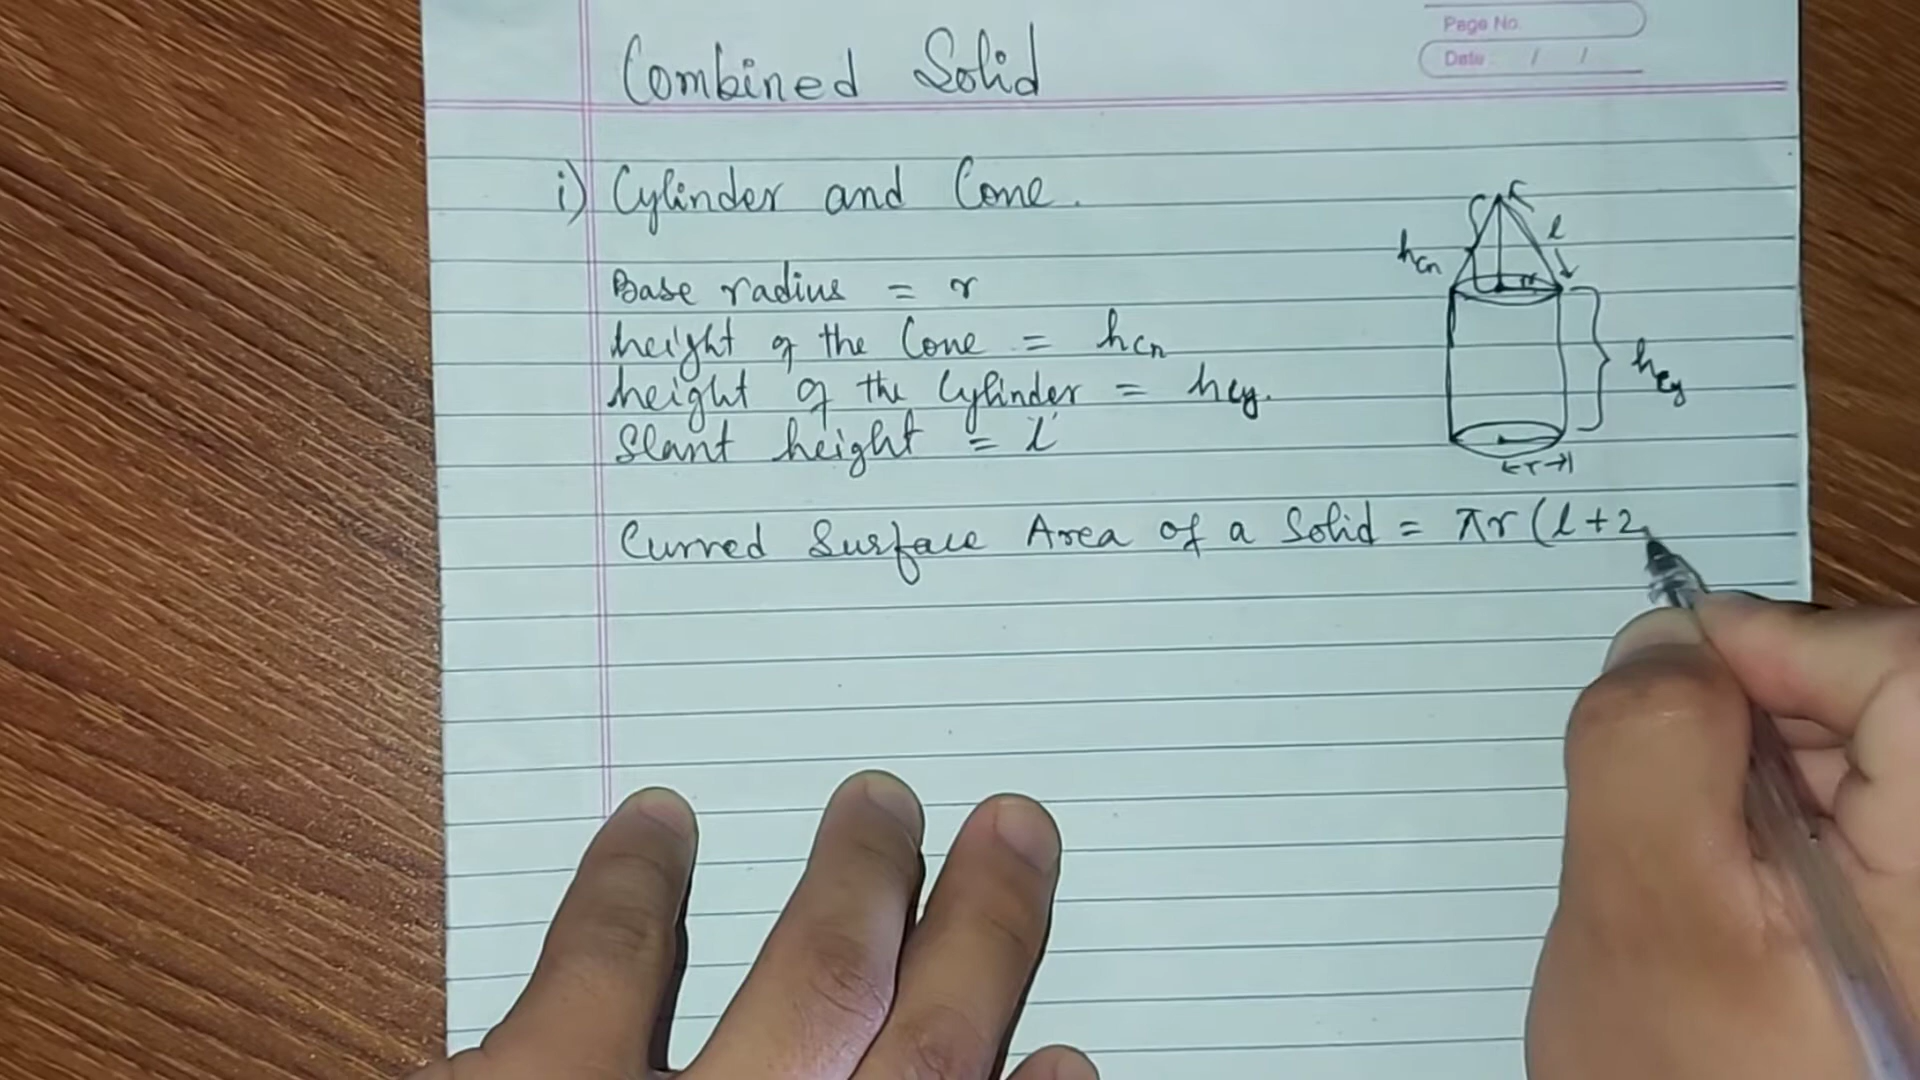 Page No.
Date / /
Combined Solid
i) Cylinder and Cone.
Base radius = r
height of the Cone = hcn
height of the Cylinder = hcy.
Slant height = l
hcn
l
r
hcy
←r→|
Curved Surface Area of a Solid = πr(l+2